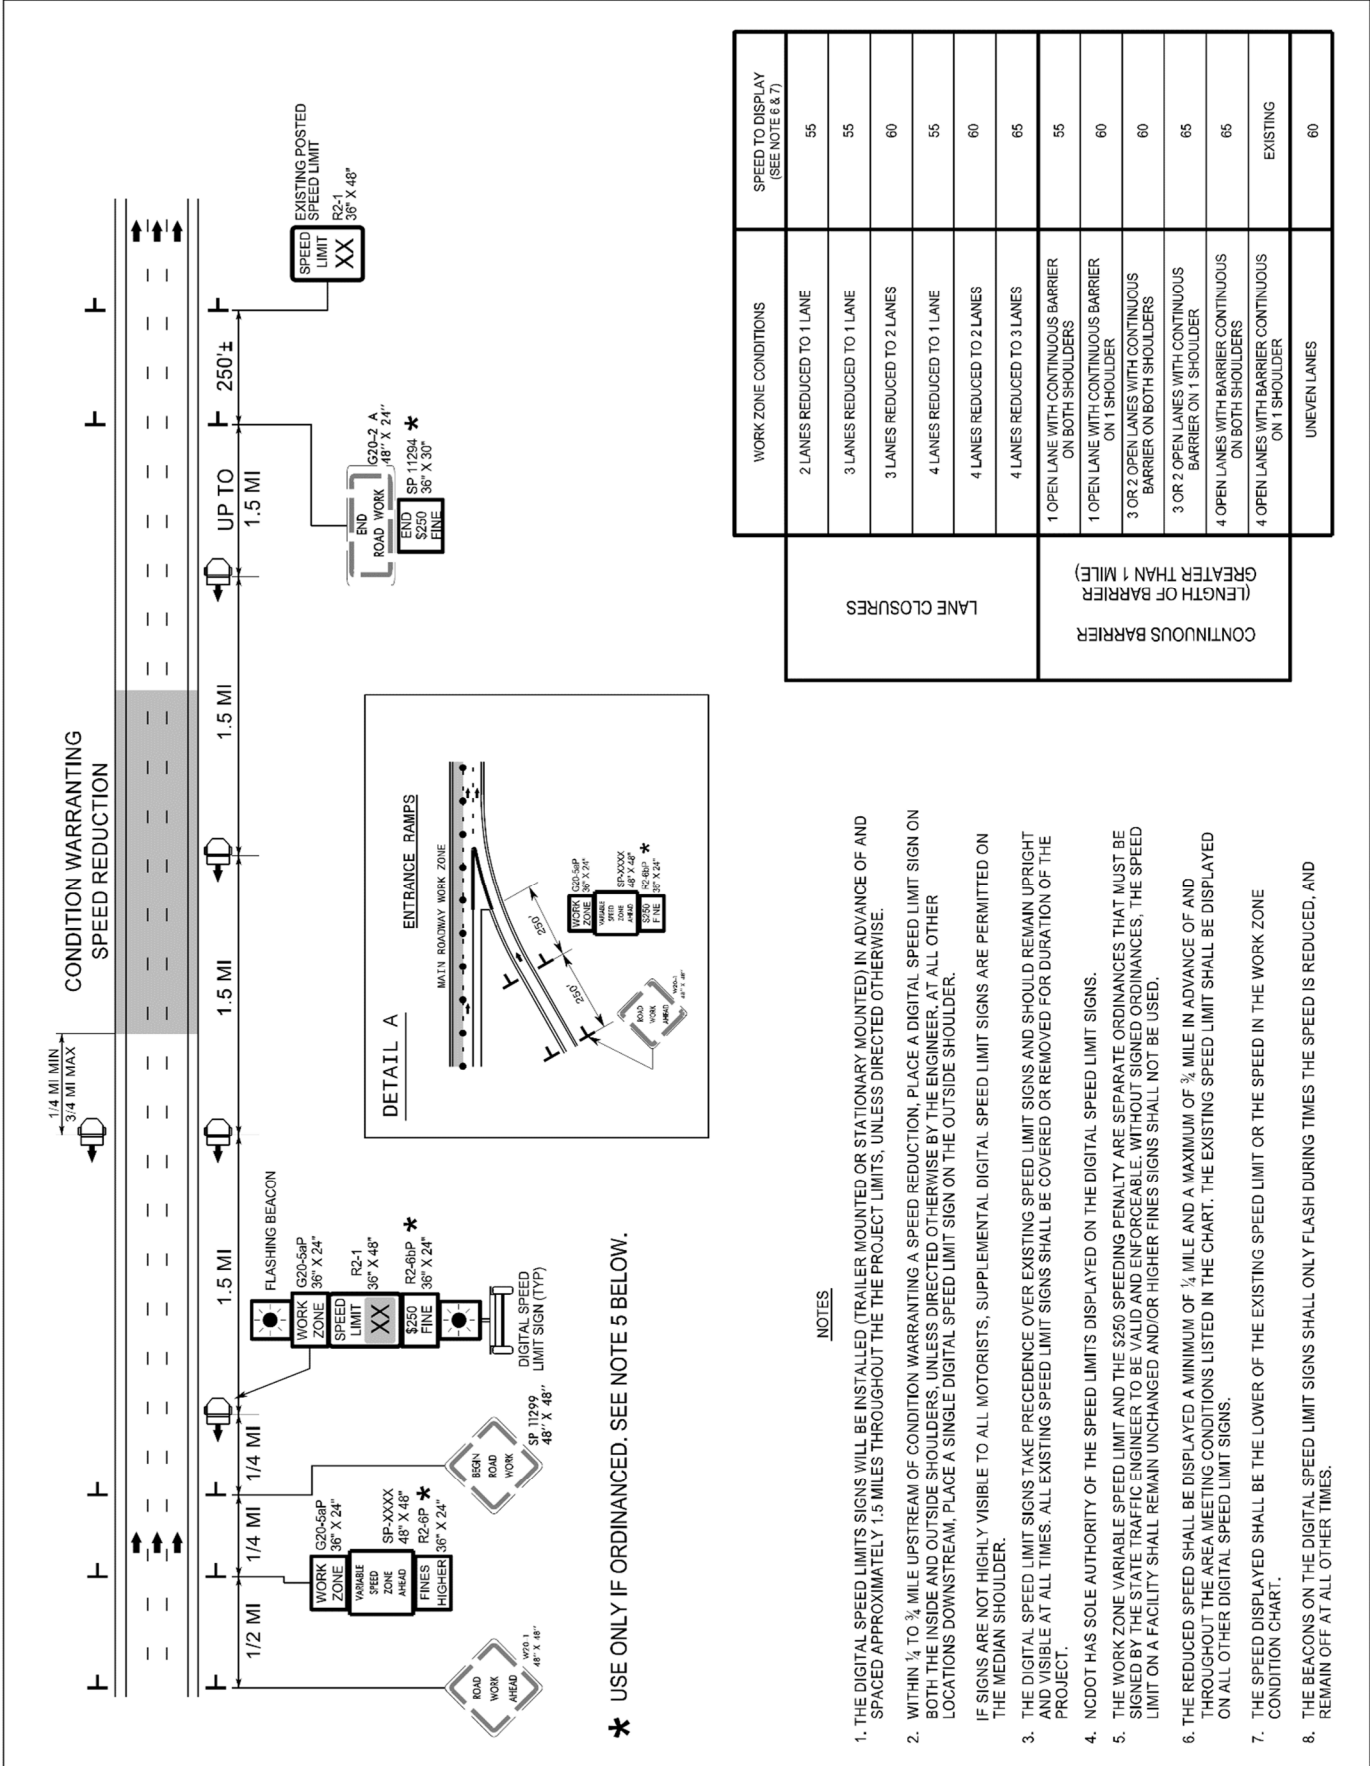 CONDITION WARRANTING
SPEED REDUCTION
1/4 MI MIN
3/4 MI MAX
1/2 MI
1/4 MI
1/4 MI
1.5 MI
1.5 MI
1.5 MI
UP TO
1.5 MI
250'±
ROAD
WORK
AHEAD
W20-1
48" X 48"
WORK
ZONE
VARIABLE
SPEED
ZONE
AHEAD
FINES
HIGHER
G20-5aP
36" X 24"
SP-XXXX
48" X 48"
R2-6P *
36" X 24"
BEGIN
ROAD
WORK
SP 11299
48" X 48"
FLASHING BEACON
WORK
ZONE
SPEED
LIMIT
XX
$250
FINE
G20-5aP
36" X 24"
R2-1
36" X 48"
R2-6bP *
36" X 24"
DIGITAL SPEED
LIMIT SIGN (TYP)
END
ROAD WORK
G20-2 A
48" X 24"
END
$250
FINE
SP 11294 *
36" X 30"
SPEED
LIMIT
XX
EXISTING POSTED
SPEED LIMIT
R2-1
36" X 48"
DETAIL A
ENTRANCE RAMPS
MAIN ROADWAY WORK ZONE
250'
250'
ROAD
WORK
AHEAD
W20-1
48" X 48"
WORK
ZONE
VARIABLE
SPEED
ZONE
AHEAD
$250
FINE
G20-5aP
36" X 24"
SP-XXXX
48" X 48"
R2-6bP *
36" X 24"
* USE ONLY IF ORDINANCED. SEE NOTE 5 BELOW.
NOTES
1. THE DIGITAL SPEED LIMITS SIGNS WILL BE INSTALLED (TRAILER MOUNTED OR STATIONARY MOUNTED) IN ADVANCE OF AND
SPACED APPROXIMATELY 1.5 MILES THROUGHOUT THE THE PROJECT LIMITS, UNLESS DIRECTED OTHERWISE.
2. WITHIN ¼ TO ¾ MILE UPSTREAM OF CONDITION WARRANTING A SPEED REDUCTION, PLACE A DIGITAL SPEED LIMIT SIGN ON
BOTH THE INSIDE AND OUTSIDE SHOULDERS, UNLESS DIRECTED OTHERWISE BY THE ENGINEER. AT ALL OTHER
LOCATIONS DOWNSTREAM, PLACE A SINGLE DIGITAL SPEED LIMIT SIGN ON THE OUTSIDE SHOULDER.
IF SIGNS ARE NOT HIGHLY VISIBLE TO ALL MOTORISTS, SUPPLEMENTAL DIGITAL SPEED LIMIT SIGNS ARE PERMITTED ON
THE MEDIAN SHOULDER.
3. THE DIGITAL SPEED LIMIT SIGNS TAKE PRECEDENCE OVER EXISTING SPEED LIMIT SIGNS AND SHOULD REMAIN UPRIGHT
AND VISIBLE AT ALL TIMES. ALL EXISTING SPEED LIMIT SIGNS SHALL BE COVERED OR REMOVED FOR DURATION OF THE
PROJECT.
4. NCDOT HAS SOLE AUTHORITY OF THE SPEED LIMITS DISPLAYED ON THE DIGITAL SPEED LIMIT SIGNS.
5. THE WORK ZONE VARIABLE SPEED LIMIT AND THE $250 SPEEDING PENALTY ARE SEPARATE ORDINANCES THAT MUST BE
SIGNED BY THE STATE TRAFFIC ENGINEER TO BE VALID AND ENFORCEABLE. WITHOUT SIGNED ORDINANCES, THE SPEED
LIMIT ON A FACILITY SHALL REMAIN UNCHANGED AND/OR HIGHER FINES SIGNS SHALL NOT BE USED.
6. THE REDUCED SPEED SHALL BE DISPLAYED A MINIMUM OF ¼ MILE AND A MAXIMUM OF ¾ MILE IN ADVANCE OF AND
THROUGHOUT THE AREA MEETING CONDITIONS LISTED IN THE CHART. THE EXISTING SPEED LIMIT SHALL BE DISPLAYED
ON ALL OTHER DIGITAL SPEED LIMIT SIGNS.
7. THE SPEED DISPLAYED SHALL BE THE LOWER OF THE EXISTING SPEED LIMIT OR THE SPEED IN THE WORK ZONE
CONDITION CHART.
8. THE BEACONS ON THE DIGITAL SPEED LIMIT SIGNS SHALL ONLY FLASH DURING TIMES THE SPEED IS REDUCED, AND
REMAIN OFF AT ALL OTHER TIMES.
WORK ZONE CONDITIONS
SPEED TO DISPLAY
(SEE NOTE 6 & 7)
LANE CLOSURES
2 LANES REDUCED TO 1 LANE 55
3 LANES REDUCED TO 1 LANE 55
3 LANES REDUCED TO 2 LANES 60
4 LANES REDUCED TO 1 LANE 55
4 LANES REDUCED TO 2 LANES 60
4 LANES REDUCED TO 3 LANES 65
CONTINUOUS BARRIER
(LENGTH OF BARRIER
GREATER THAN 1 MILE)
1 OPEN LANE WITH CONTINUOUS BARRIER
ON BOTH SHOULDERS 55
1 OPEN LANE WITH CONTINUOUS BARRIER
ON 1 SHOULDER 60
3 OR 2 OPEN LANES WITH CONTINUOUS
BARRIER ON BOTH SHOULDERS 60
3 OR 2 OPEN LANES WITH CONTINUOUS
BARRIER ON 1 SHOULDER 65
4 OPEN LANES WITH BARRIER CONTINUOUS
ON BOTH SHOULDERS 65
4 OPEN LANES WITH BARRIER CONTINUOUS
ON 1 SHOULDER EXISTING
UNEVEN LANES 60